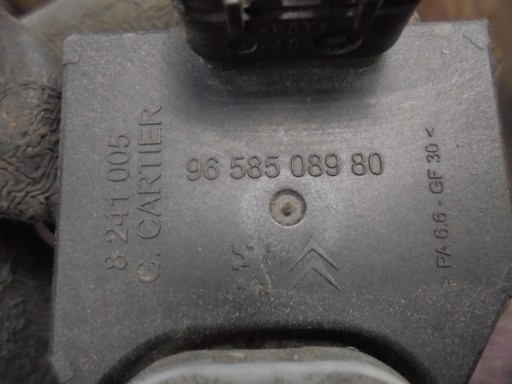 96 585 089 80
8 241 005
C. CARTIER
> PA 6.6 - GF 30 <